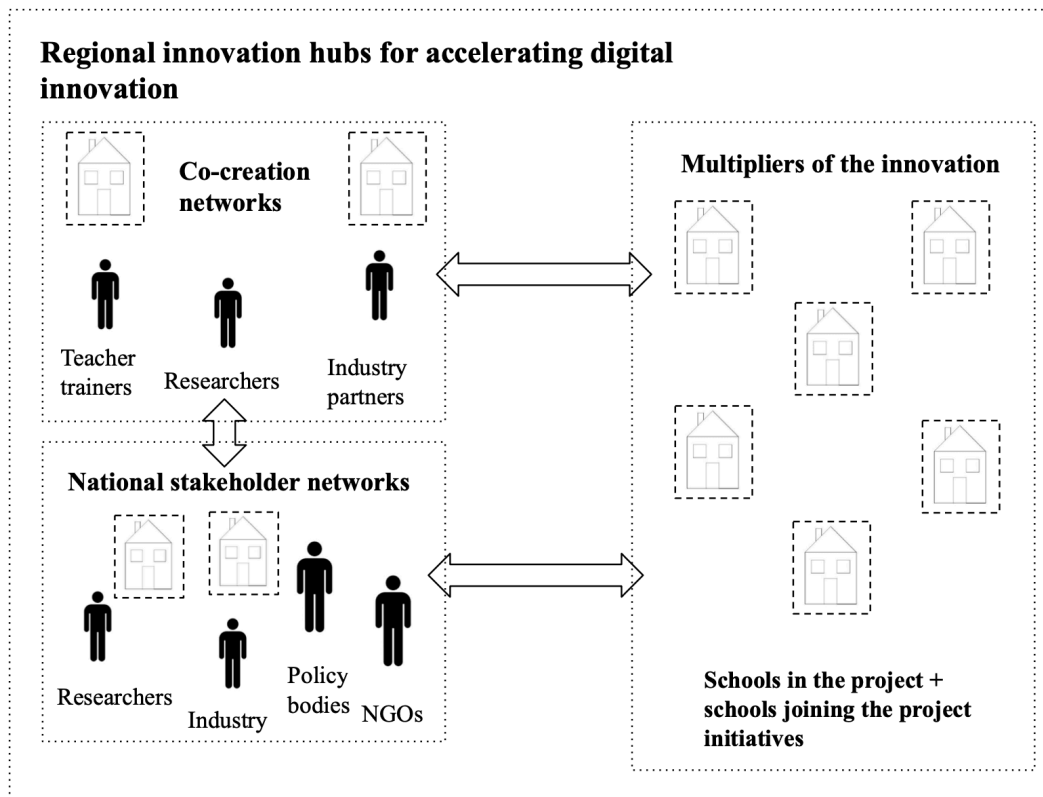 Regional innovation hubs for accelerating digital
innovation
Co-creation
networks
Teacher
trainers
Researchers
Industry
partners
National stakeholder networks
Researchers
Industry
Policy
bodies
NGOs
Multipliers of the innovation
Schools in the project +
schools joining the project
initiatives